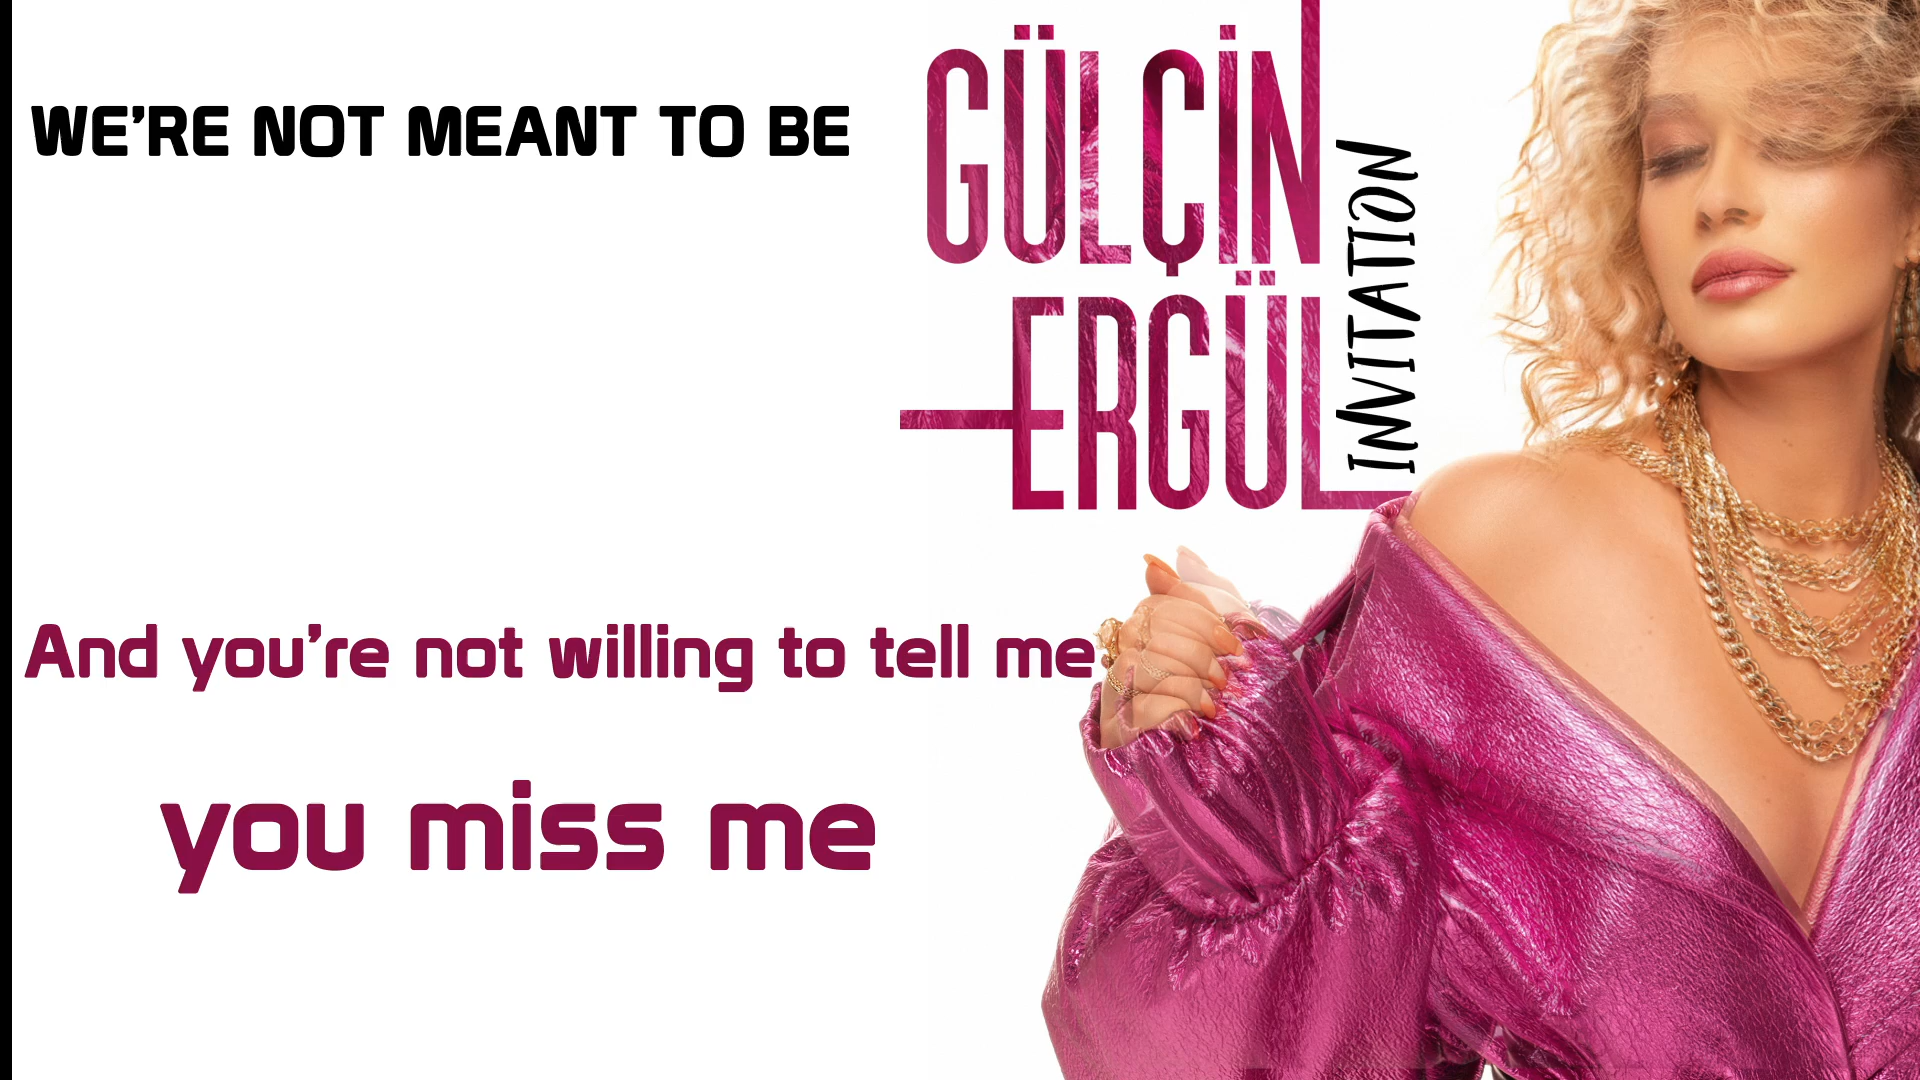 WE'RE NOT MEANT TO BE
GÜLÇİN
ERGÜL
INVITATION
And you're not willing to tell me
you miss me